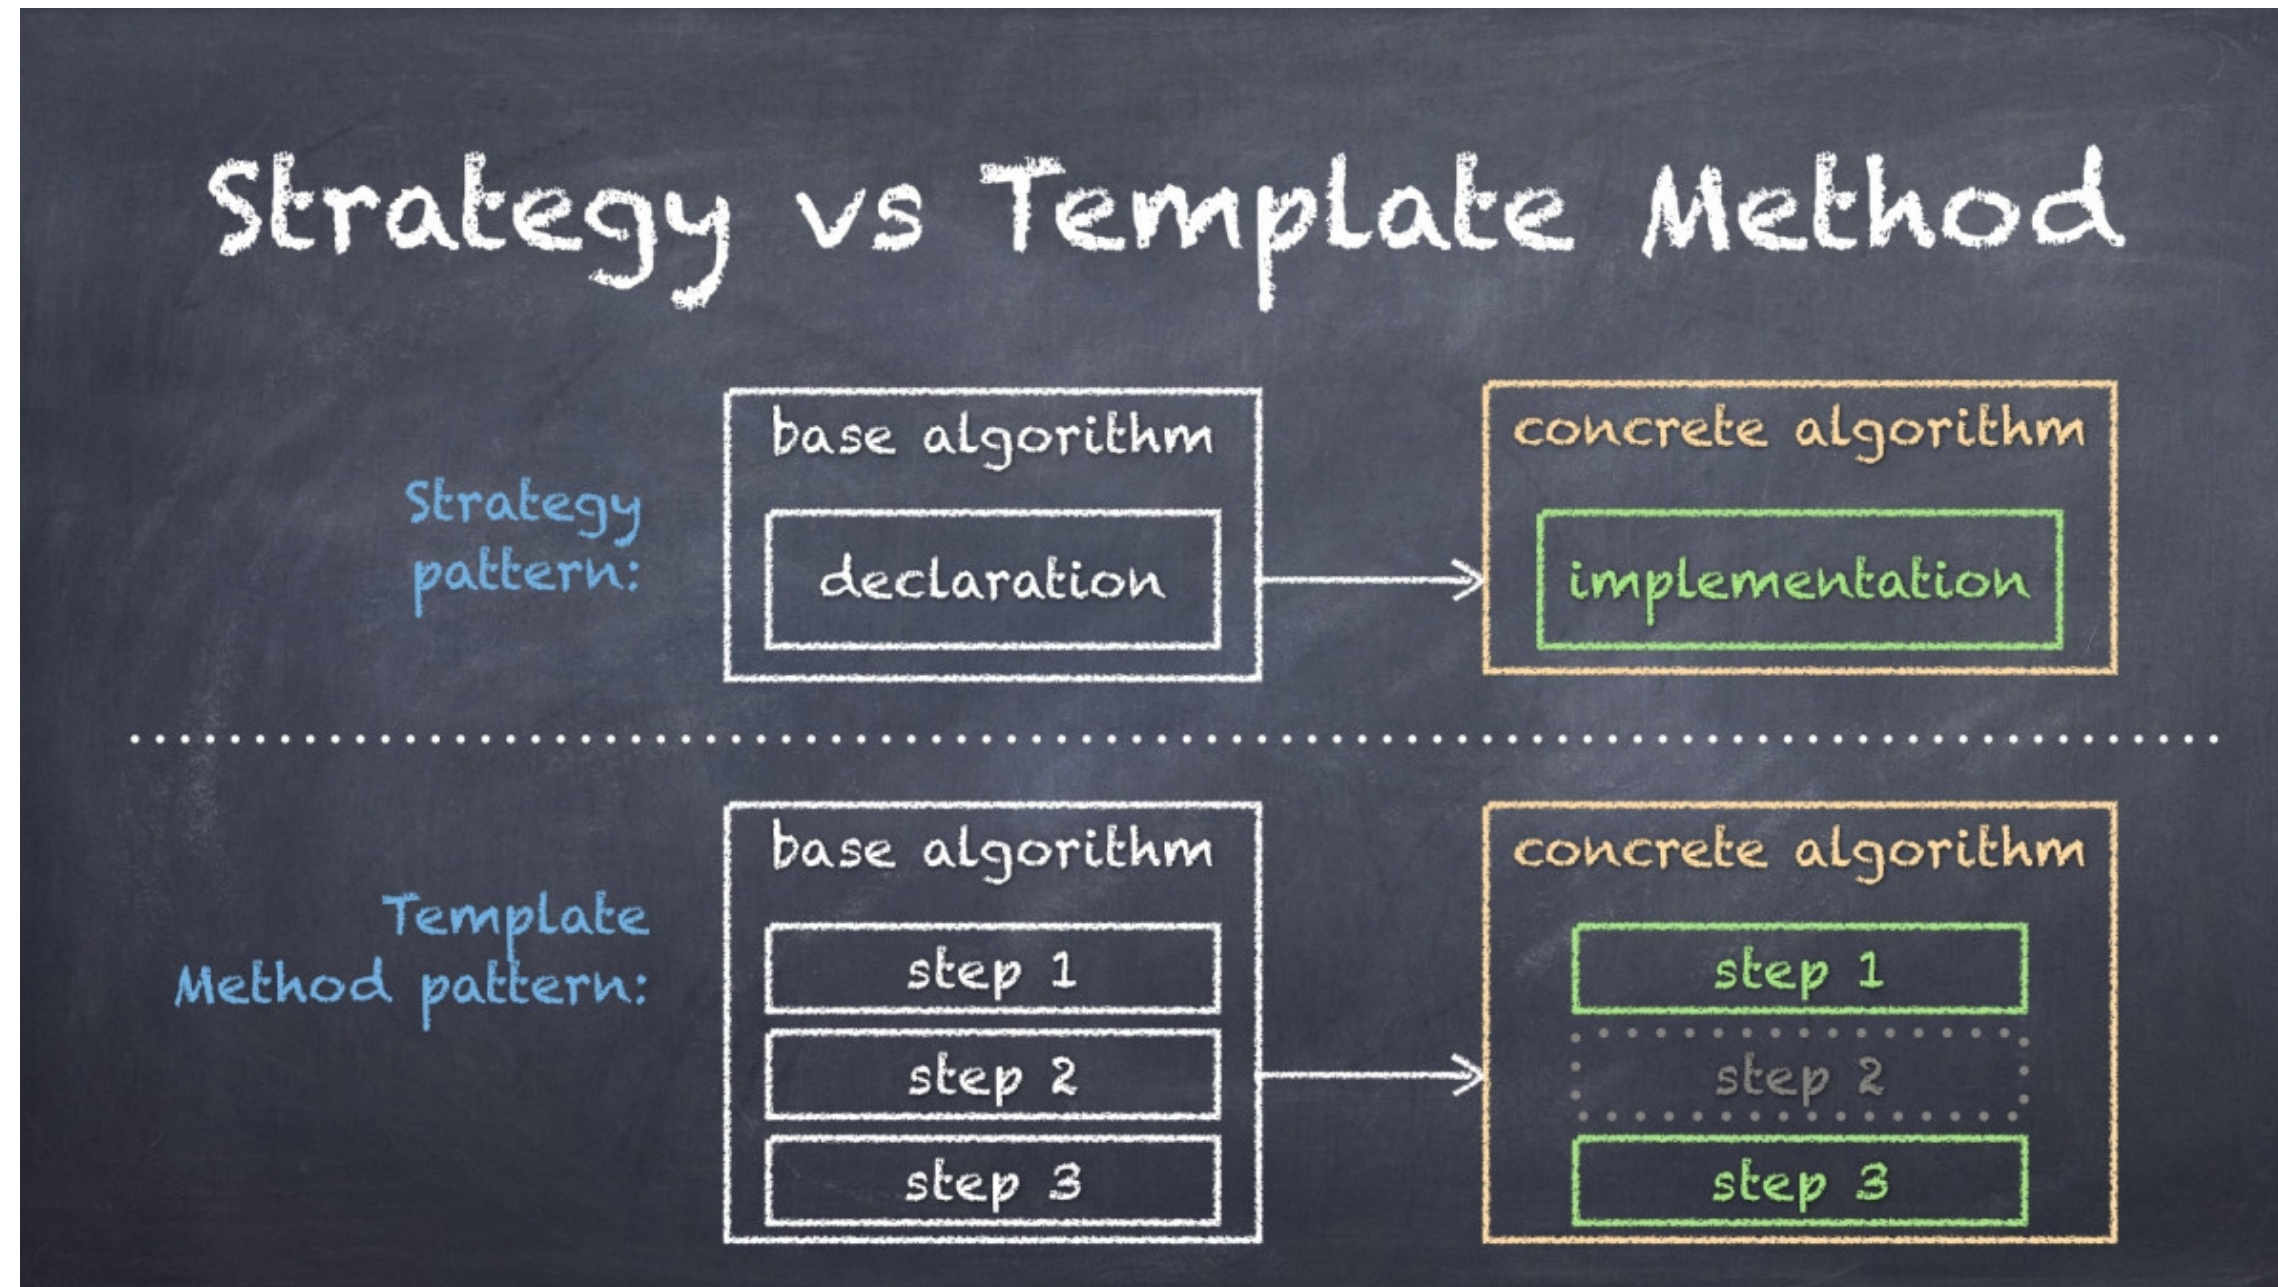 Strategy vs Template Method
Strategy
pattern:
base algorithm
declaration
concrete algorithm
implementation
Template
Method pattern:
base algorithm
step 1
step 2
step 3
concrete algorithm
step 1
step 2
step 3